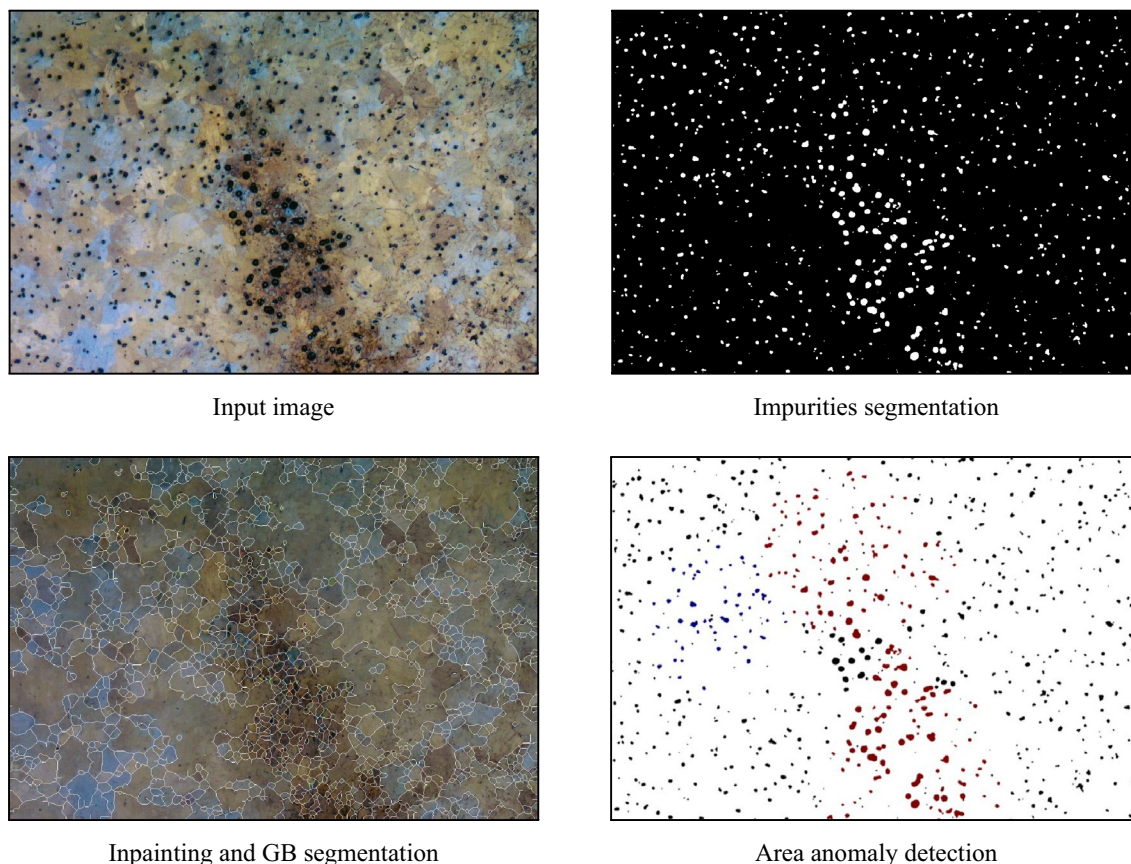 Input image
Impurities segmentation
Inpainting and GB segmentation
Area anomaly detection